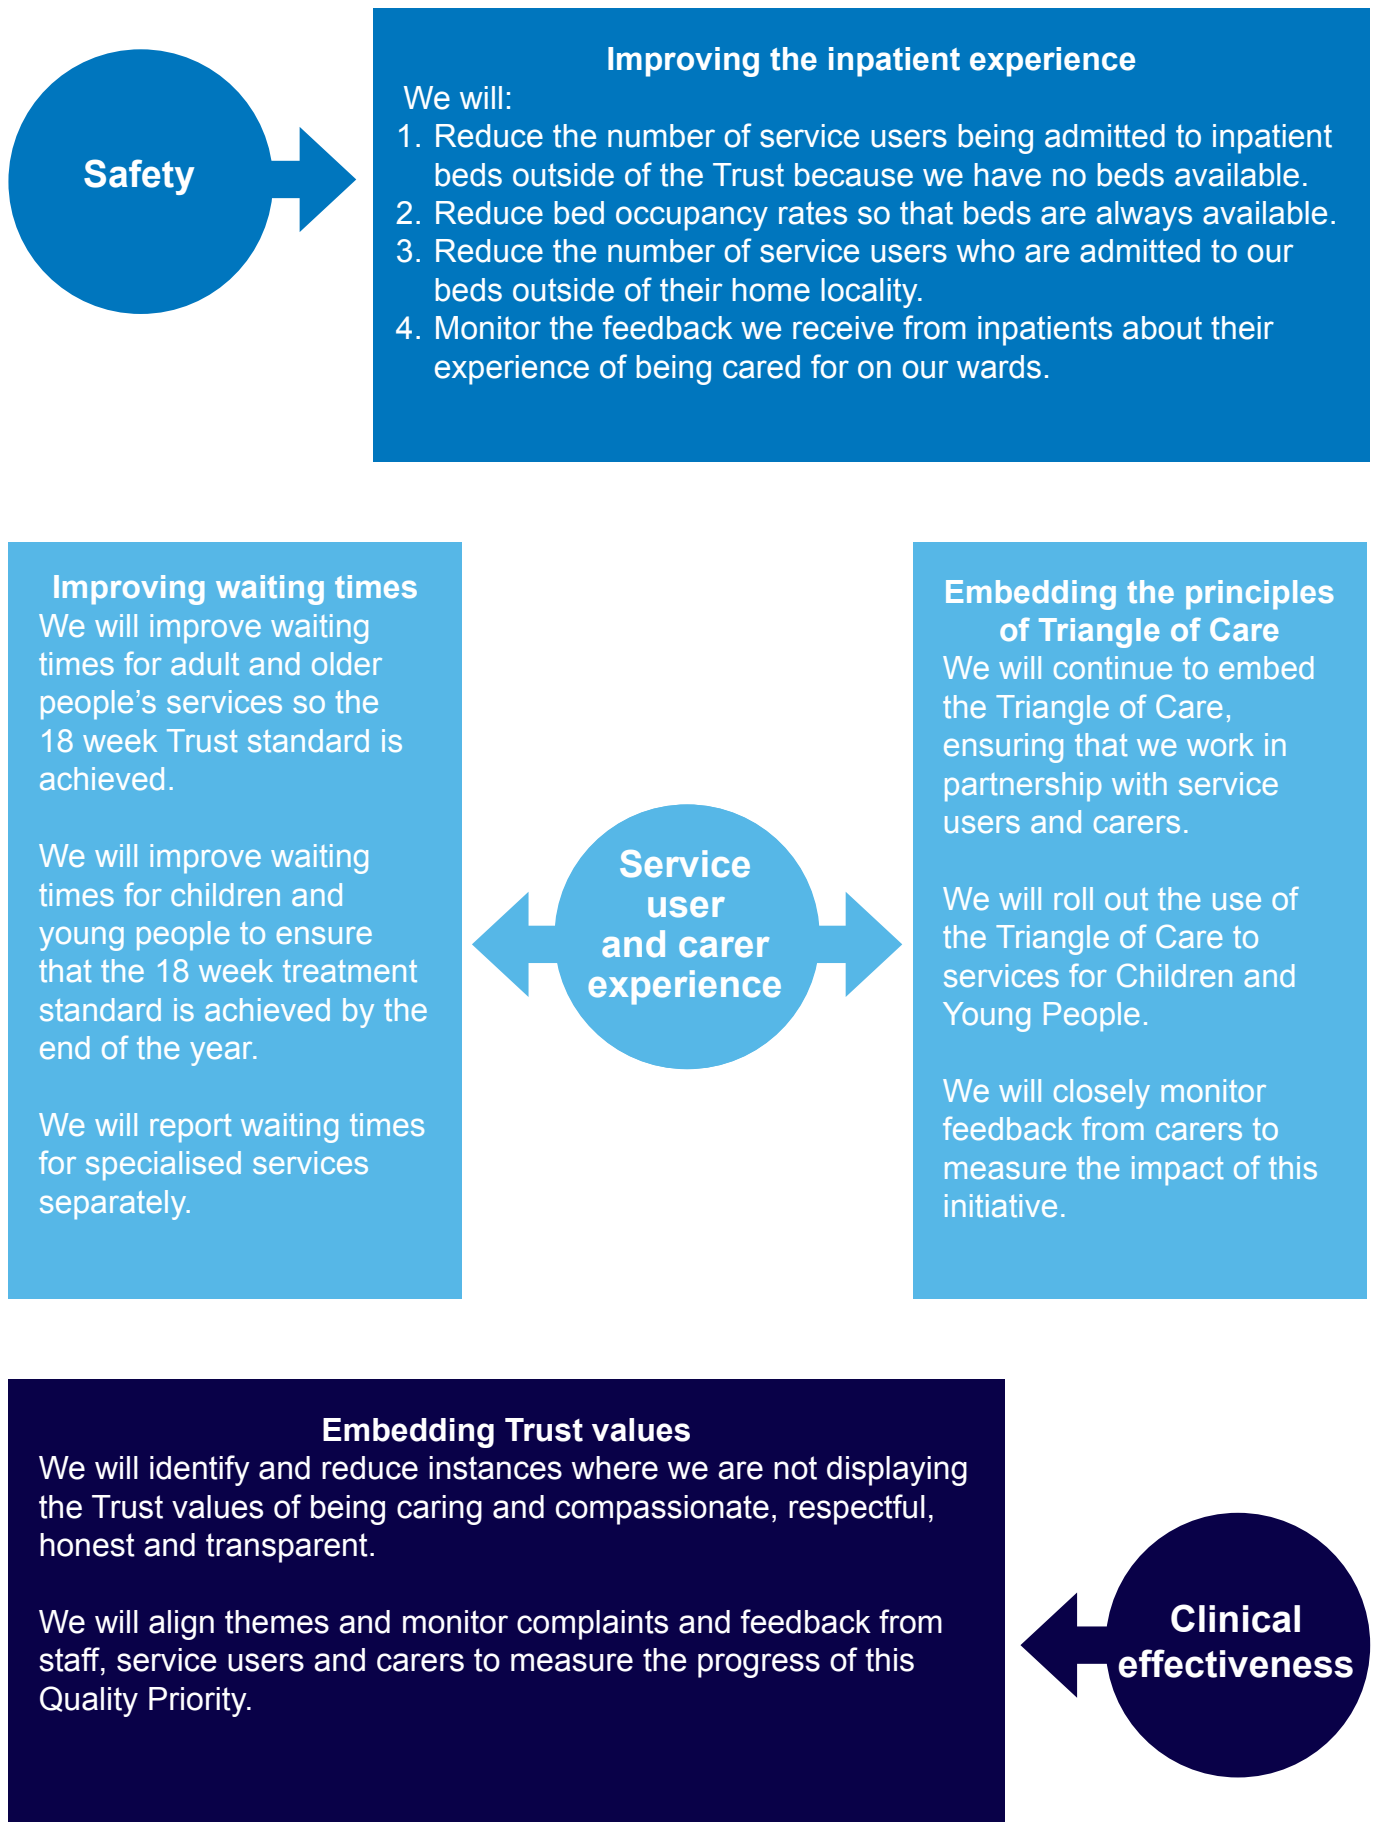 Safety
Improving the inpatient experience
We will:
1. Reduce the number of service users being admitted to inpatient
beds outside of the Trust because we have no beds available.
2. Reduce bed occupancy rates so that beds are always available.
3. Reduce the number of service users who are admitted to our
beds outside of their home locality.
4. Monitor the feedback we receive from inpatients about their
experience of being cared for on our wards.
Improving waiting times
We will improve waiting
times for adult and older
people’s services so the
18 week Trust standard is
achieved.
We will improve waiting
times for children and
young people to ensure
that the 18 week treatment
standard is achieved by the
end of the year.
We will report waiting times
for specialised services
separately.
Service
user
and carer
experience
Embedding the principles
of Triangle of Care
We will continue to embed
the Triangle of Care,
ensuring that we work in
partnership with service
users and carers.
We will roll out the use of
the Triangle of Care to
services for Children and
Young People.
We will closely monitor
feedback from carers to
measure the impact of this
initiative.
Embedding Trust values
We will identify and reduce instances where we are not displaying
the Trust values of being caring and compassionate, respectful,
honest and transparent.
We will align themes and monitor complaints and feedback from
staff, service users and carers to measure the progress of this
Quality Priority.
Clinical
effectiveness